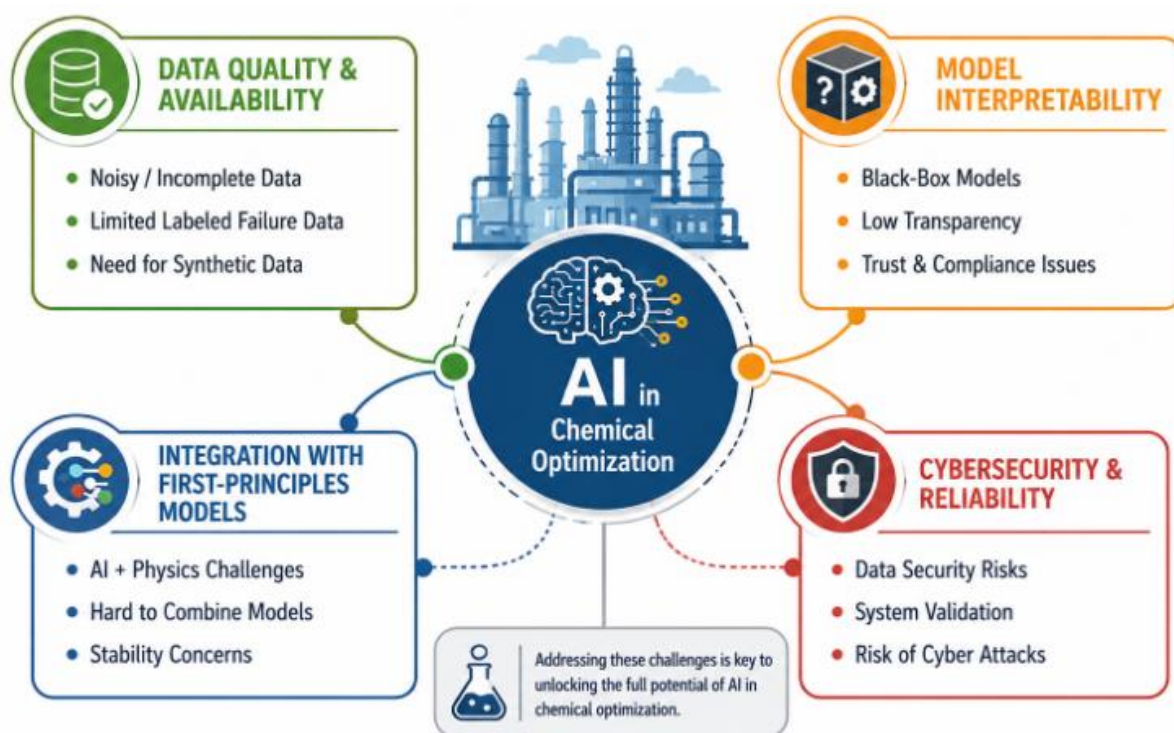 DATA QUALITY &
AVAILABILITY
• Noisy / Incomplete Data
• Limited Labeled Failure Data
• Need for Synthetic Data
?
MODEL
INTERPRETABILITY
• Black-Box Models
• Low Transparency
• Trust & Compliance Issues
AI in
Chemical
Optimization
INTEGRATION WITH
FIRST-PRINCIPLES
MODELS
• AI + Physics Challenges
• Hard to Combine Models
• Stability Concerns
CYBERSECURITY &
RELIABILITY
• Data Security Risks
• System Validation
• Risk of Cyber Attacks
Addressing these challenges is key to
unlocking the full potential of AI in
chemical optimization.